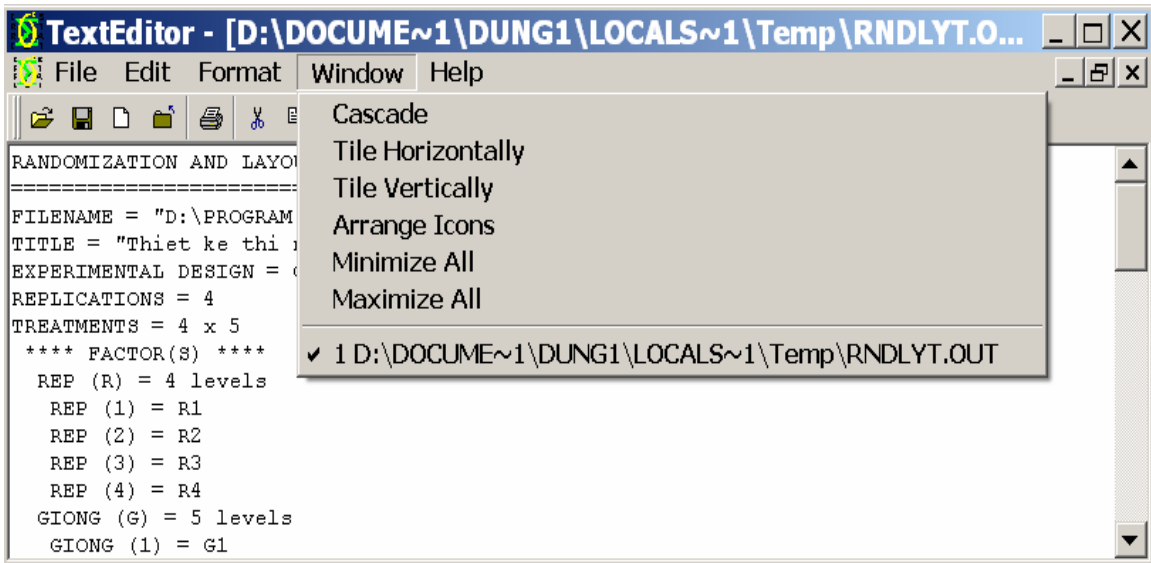 TextEditor - [D:\DOCUME~1\DUNG1\LOCALS~1\Temp\RNDLYT.O...
File Edit Format Window Help
Cascade
Tile Horizontally
Tile Vertically
Arrange Icons
Minimize All
Maximize All
✔ 1 D:\DOCUME~1\DUNG1\LOCALS~1\Temp\RNDLYT.OUT
RANDOMIZATION AND LAYOU
======================
FILENAME = "D:\PROGRAM
TITLE = "Thiet ke thi
EXPERIMENTAL DESIGN =
REPLICATIONS = 4
TREATMENTS = 4 x 5
**** FACTOR(S) ****
REP (R) = 4 levels
REP (1) = R1
REP (2) = R2
REP (3) = R3
REP (4) = R4
GIONG (G) = 5 levels
GIONG (1) = G1